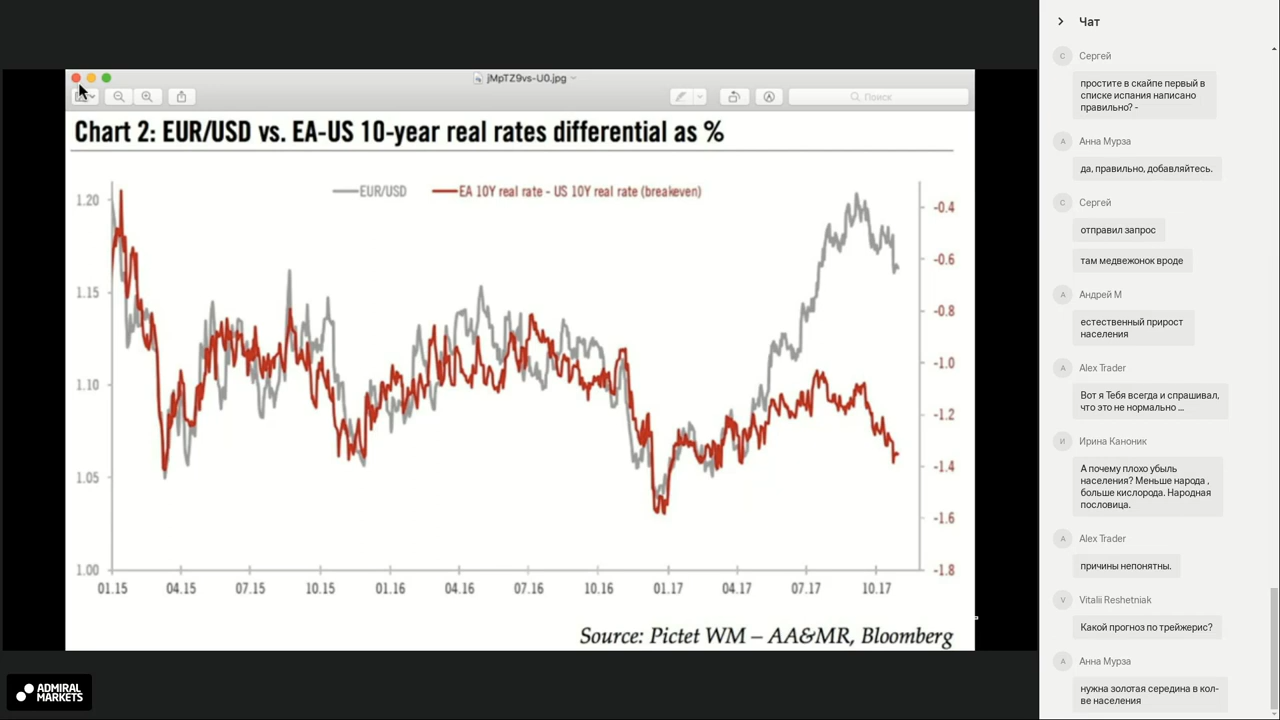 jMpTZ9vs-U0.jpg
Поиск
Chart 2: EUR/USD vs. EA-US 10-year real rates differential as %
EUR/USD
EA 10Y real rate - US 10Y real rate (breakeven)
1.20
1.15
1.10
1.05
1.00
-0.4
-0.6
-0.8
-1.0
-1.2
-1.4
-1.6
-1.8
01.15 04.15 07.15 10.15 01.16 04.16 07.16 10.16 01.17 04.17 07.17 10.17
Source: Pictet WM – AA&MR, Bloomberg
ADMIRAL
MARKETS
Чат
С
Сергей
простите в скайпе первый в
списке испания написано
правильно? -
А
Анна Мурза
да, правильно, добавляйтесь.
С
Сергей
отправил запрос
там медвежонок вроде
А
Андрей М
естественный прирост
населения
A
Alex Trader
Вот я Тебя всегда и спрашивал,
что это не нормально ...
И
Ирина Каноник
А почему плохо убыль
населения? Меньше народа ,
больше кислорода. Народная
пословица.
A
Alex Trader
причины непонятны.
V
Vitalii Reshetniak
Какой прогноз по трейжерис?
А
Анна Мурза
нужна золотая середина в кол-
ве населения